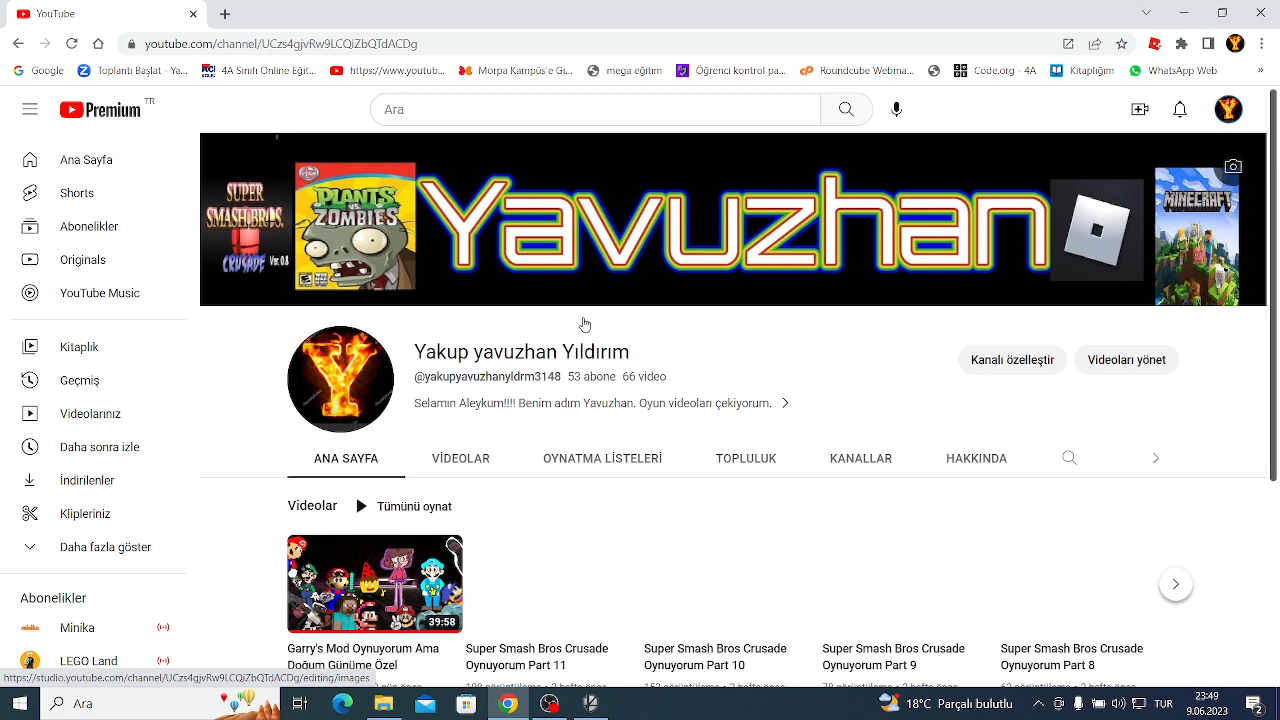 YouTube
youtube.com/channel/UCzs4gjvRw9LCQiZbQTdACDg
Google
Toplantı Başlat - Ya...
4A Sınıfı Online Eğit...
https://www.youtub...
Morpa Kampüs'e Gi...
mega eğitim
Öğrenci kontrol pa...
Roundcube Webma...
Code.org - 4A
Kitaplığım
WhatsApp Web
»
Premium TR
Ara
SUPER
SMASH BROS.
CRUSADE Ver. 0.8
PLANTS
VS.
ZOMBIES
Yavuzhan
MINECRAFT
Ana Sayfa
Shorts
Abonelikler
Originals
YouTube Music
Kitaplık
Geçmiş
Videolarınız
Daha sonra izle
İndirilenler
Klipleriniz
Daha fazla göster
Abonelikler
Minika
LEGO Land
Yakup yavuzhan Yıldırım
@yakupyavuzhanyldrm3148 53 abone 66 video
Selamın Aleykum!!!! Benim adım Yavuzhan. Oyun videoları çekiyorum.
Kanalı özelleştir
Videoları yönet
ANA SAYFA
VİDEOLAR
OYNATMA LİSTELERİ
TOPLULUK
KANALLAR
HAKKINDA
Videolar
Tümünü oynat
39:58
Garry's Mod Oynuyorum Ama
Doğum Günüme Özel
Super Smash Bros Crusade
Oynuyorum Part 11
Super Smash Bros Crusade
Oynuyorum Part 10
Super Smash Bros Crusade
Oynuyorum Part 9
Super Smash Bros Crusade
Oynuyorum Part 8
https://studio.youtube.com/channel/UCzs4gjvRw9LCQiZbQTdACDg/editing/images
Ara
18°C Parçalı bulutlu
TUR
23:49
9.06.2023
2